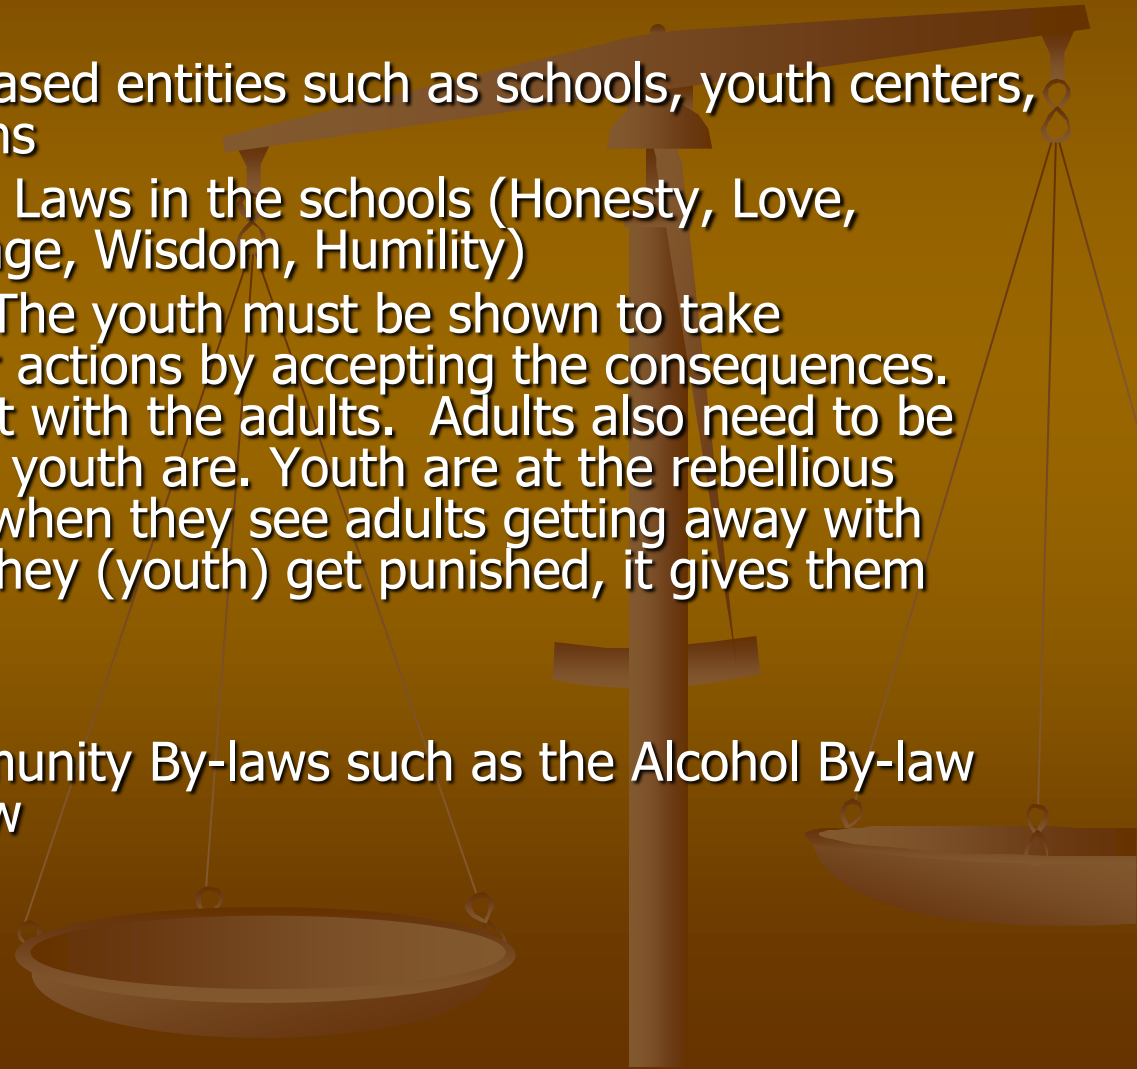 ased entities such as schools, youth centers,
ns
Laws in the schools (Honesty, Love,
age, Wisdom, Humility)
The youth must be shown to take
r actions by accepting the consequences.
t with the adults.  Adults also need to be
youth are. Youth are at the rebellious
when they see adults getting away with
they (youth) get punished, it gives them
munity By-laws such as the Alcohol By-law
w